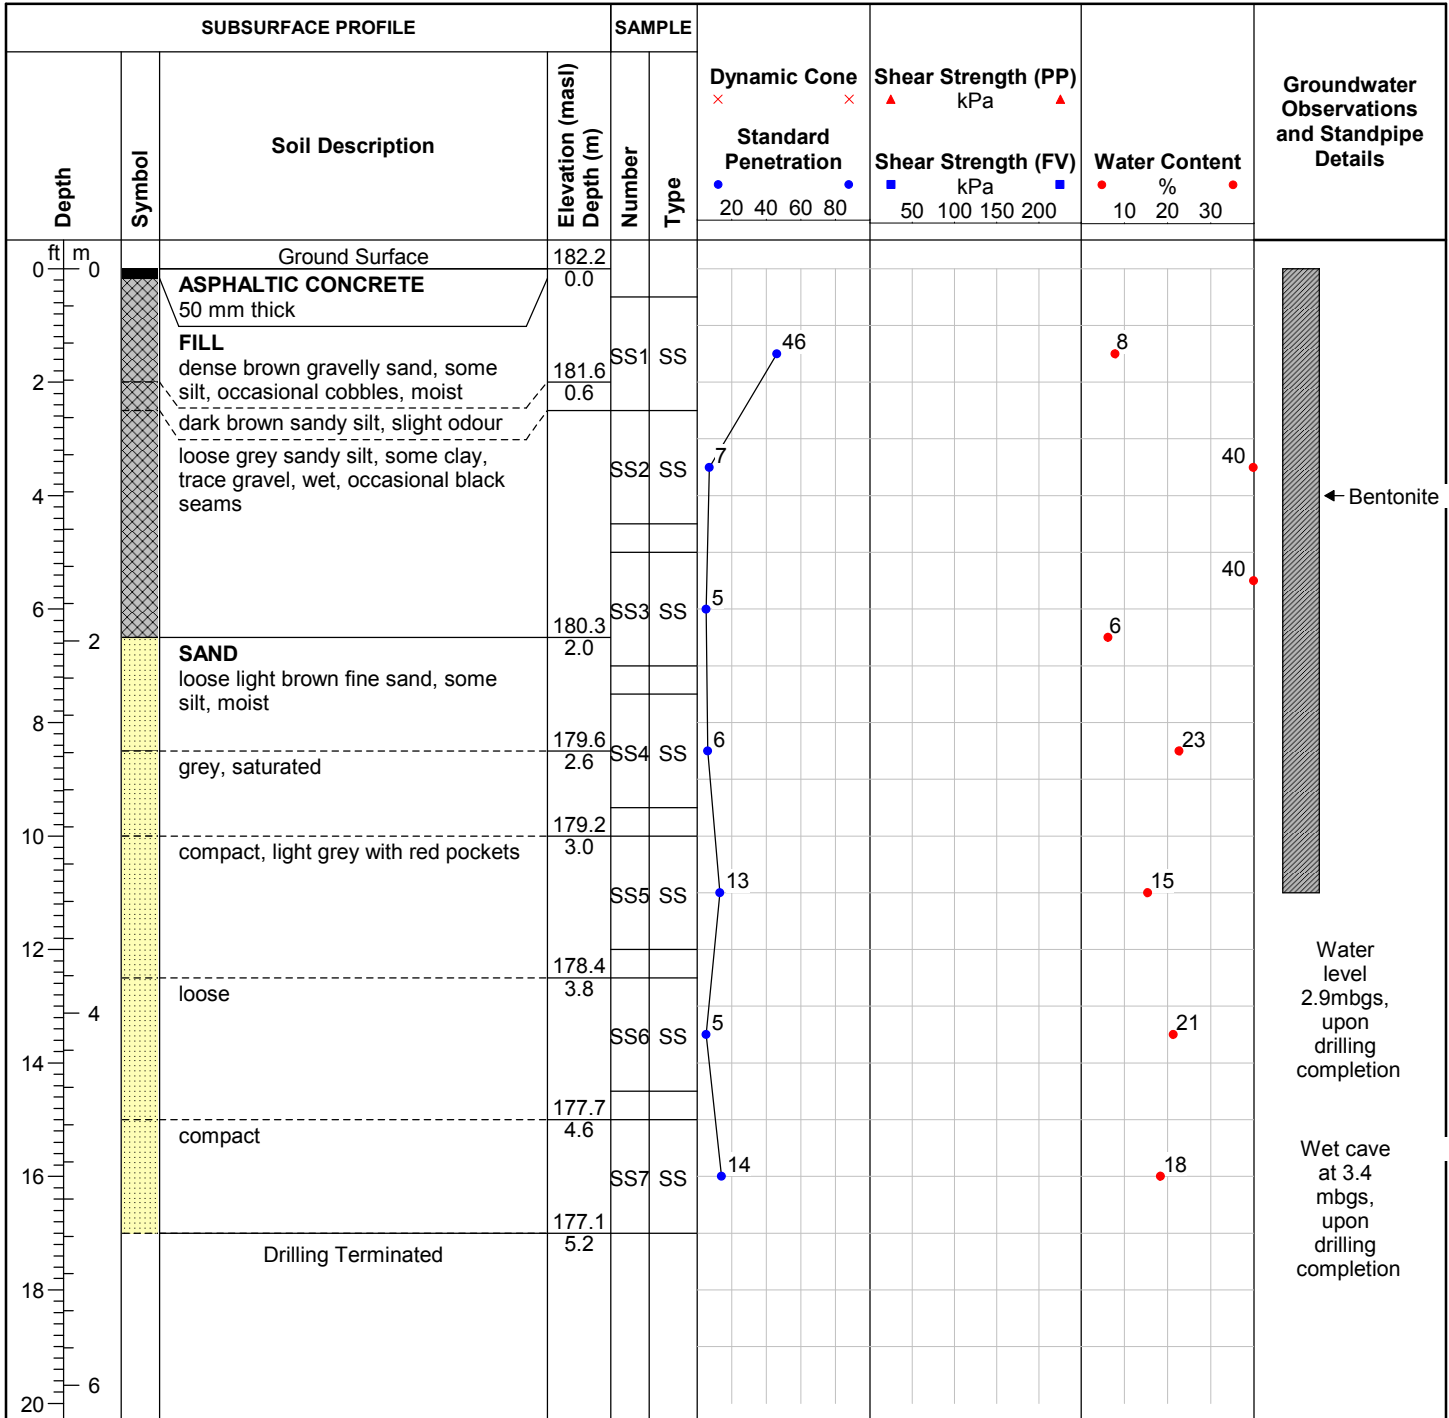 SUBSURFACE PROFILE
SAMPLE
Depth
Symbol
Soil Description
Elevation (masl)
Depth (m)
Number
Type
Dynamic Cone
Standard
Penetration
20 40 60 80
Shear Strength (PP)
kPa
Shear Strength (FV)
kPa
50 100 150 200
Water Content
%
10 20 30
Groundwater
Observations
and Standpipe
Details
ft m
0 0
2
4
6
2
8
10
12
4
14
16
18
6
20
Ground Surface
182.2
0.0
ASPHALTIC CONCRETE
50 mm thick
FILL
dense brown gravelly sand, some
silt, occasional cobbles, moist
181.6
0.6
dark brown sandy silt, slight odour
loose grey sandy silt, some clay,
trace gravel, wet, occasional black
seams
180.3
2.0
SAND
loose light brown fine sand, some
silt, moist
179.6
2.6
grey, saturated
179.2
3.0
compact, light grey with red pockets
178.4
3.8
loose
177.7
4.6
compact
177.1
5.2
Drilling Terminated
SS1 SS
SS2 SS
SS3 SS
SS4 SS
SS5 SS
SS6 SS
SS7 SS
46
7
5
6
13
5
14
8
40
40
6
23
15
21
18
Bentonite
Water
level
2.9mbgs,
upon
drilling
completion
Wet cave
at 3.4
mbgs,
upon
drilling
completion